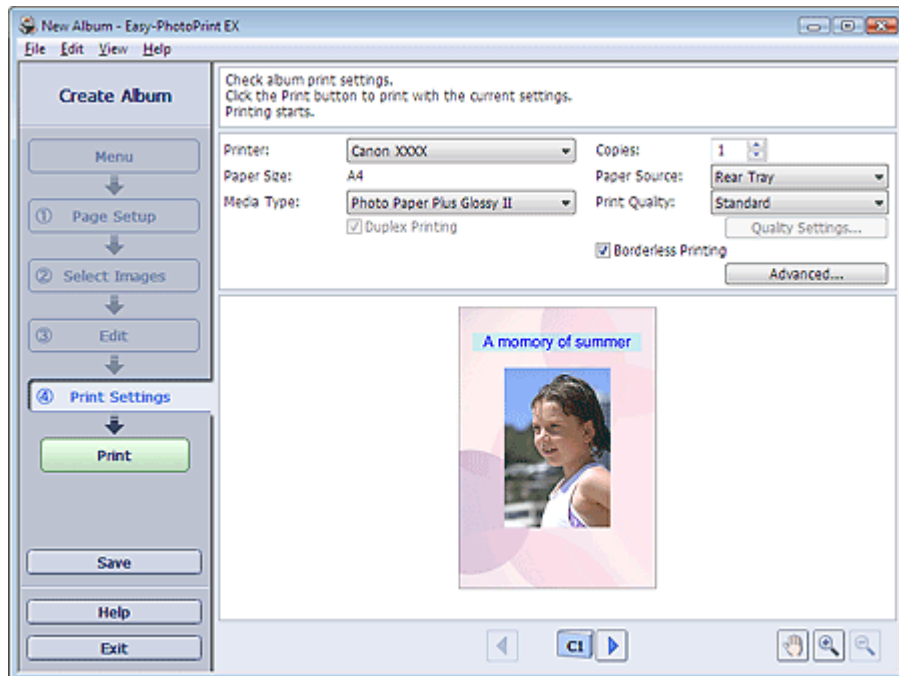 New Album - Easy-PhotoPrint EX
File Edit View Help
Create Album
Menu
① Page Setup
② Select Images
③ Edit
④ Print Settings
Print
Save
Help
Exit
Check album print settings.
Click the Print button to print with the current settings.
Printing starts.
Printer: Canon XXXX Copies: 1
Paper Size: A4 Paper Source: Rear Tray
Media Type: Photo Paper Plus Glossy II Print Quality: Standard
Duplex Printing Quality Settings...
Borderless Printing
Advanced...
A momory of summer
C1